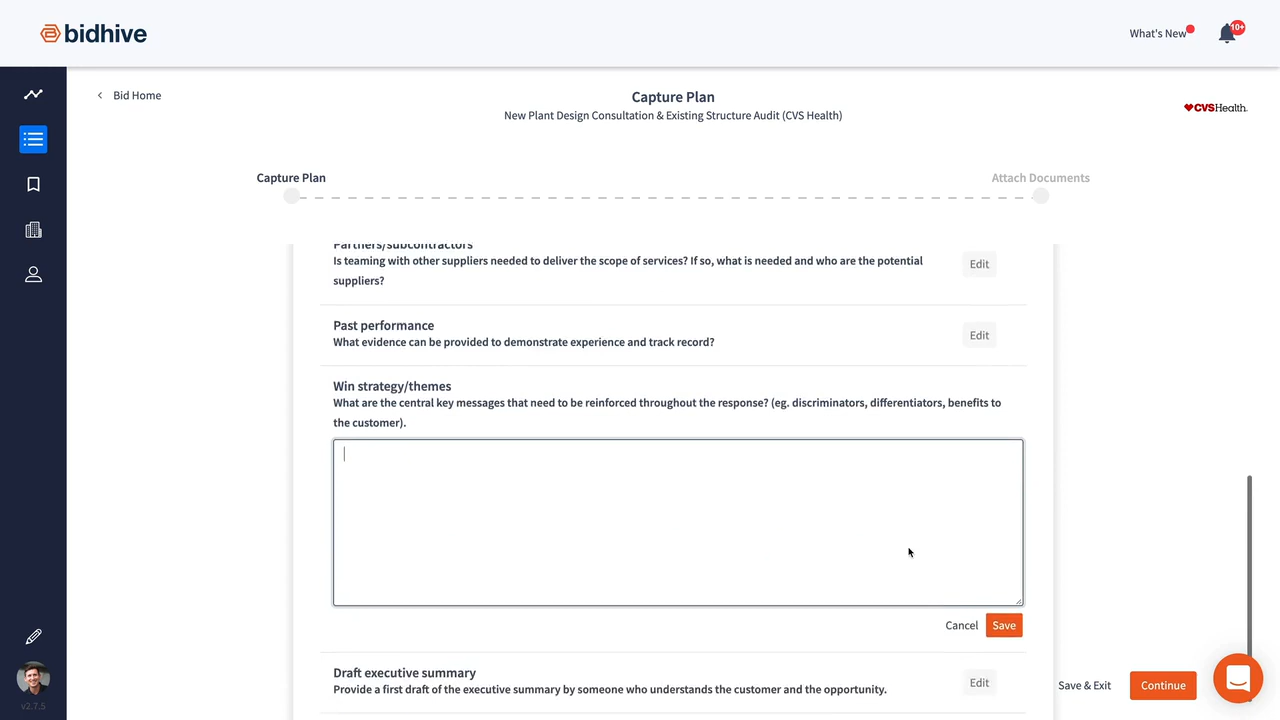 bidhive
What's New
10+
Bid Home
Capture Plan
New Plant Design Consultation & Existing Structure Audit (CVS Health)
CVSHealth.
Capture Plan
Attach Documents
Partners/subcontractors
Is teaming with other suppliers needed to deliver the scope of services? If so, what is needed and who are the potential
suppliers?
Edit
Past performance
What evidence can be provided to demonstrate experience and track record?
Edit
Win strategy/themes
What are the central key messages that need to be reinforced throughout the response? (eg. discriminators, differentiators, benefits to
the customer).
Cancel
Save
Draft executive summary
Provide a first draft of the executive summary by someone who understands the customer and the opportunity.
Edit
Save & Exit
Continue
v2.7.5